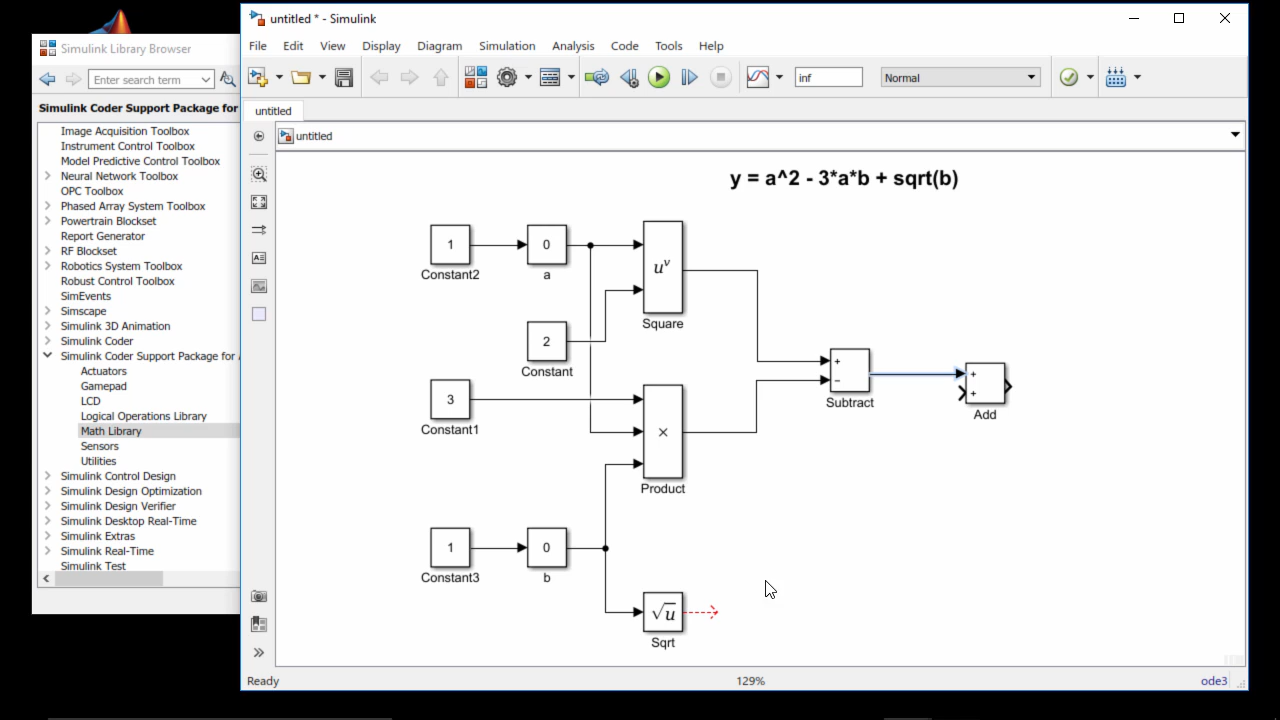 untitled * - Simulink
Simulink Library Browser
File Edit View Display Diagram Simulation Analysis Code Tools Help
Enter search term
inf
Normal
Simulink Coder Support Package for
untitled
untitled
Image Acquisition Toolbox
Instrument Control Toolbox
Model Predictive Control Toolbox
Neural Network Toolbox
OPC Toolbox
Phased Array System Toolbox
Powertrain Blockset
Report Generator
RF Blockset
Robotics System Toolbox
Robust Control Toolbox
SimEvents
Simscape
Simulink 3D Animation
Simulink Coder
Simulink Coder Support Package for
Actuators
Gamepad
LCD
Logical Operations Library
Math Library
Sensors
Utilities
Simulink Control Design
Simulink Design Optimization
Simulink Design Verifier
Simulink Desktop Real-Time
Simulink Extras
Simulink Real-Time
Simulink Test
y = a^2 - 3*a*b + sqrt(b)
1
Constant2
0
a
u^v
Square
2
Constant
3
Constant1
×
Product
+
−
Subtract
+
+
Add
1
Constant3
0
b
√u
Sqrt
Ready
129%
ode3